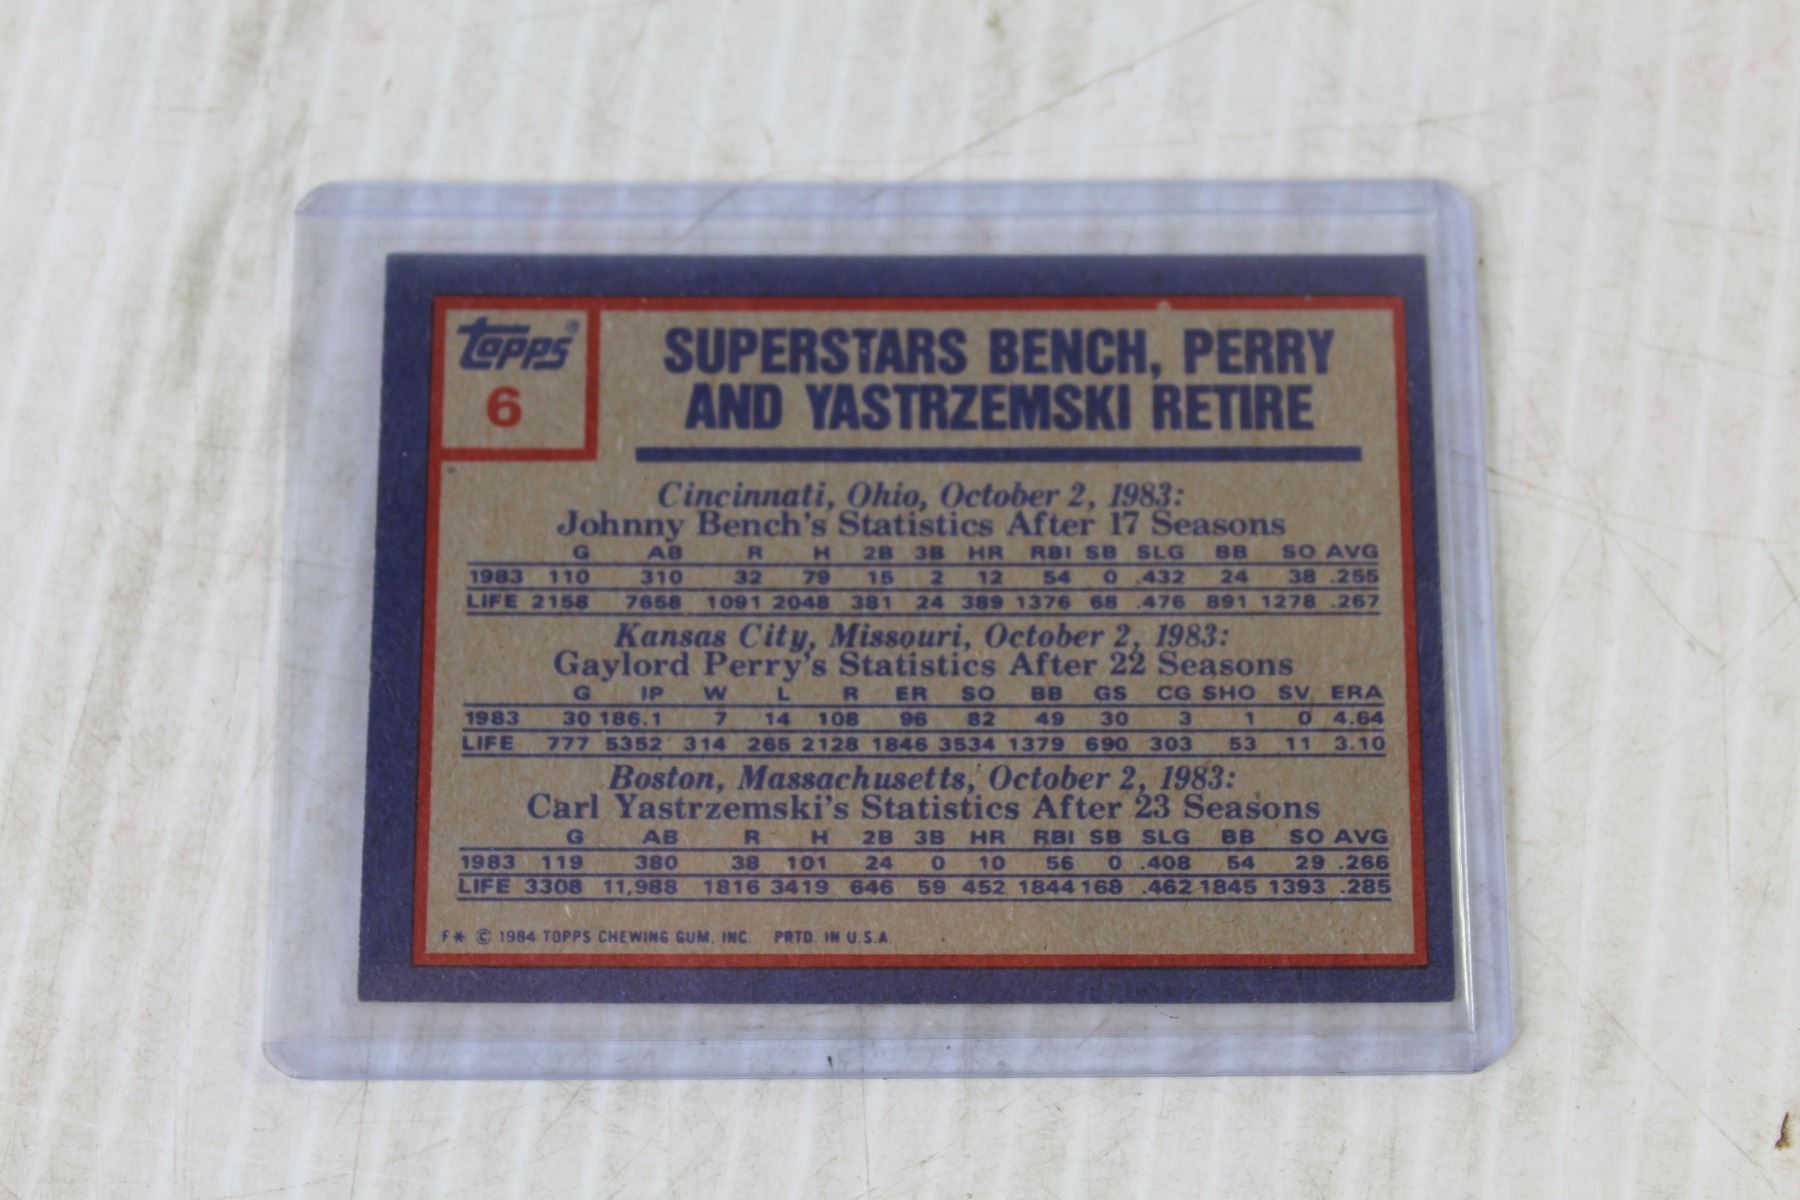 topps®
6
SUPERSTARS BENCH, PERRY
AND YASTRZEMSKI RETIRE
Cincinnati, Ohio, October 2, 1983:
Johnny Bench's Statistics After 17 Seasons
G AB R H 2B 3B HR RBI SB SLG BB SO AVG
1983 110 310 32 79 15 2 12 54 0 .432 24 38 .255
LIFE 2158 7658 1091 2048 381 24 389 1376 68 .476 891 1278 .267
Kansas City, Missouri, October 2, 1983:
Gaylord Perry's Statistics After 22 Seasons
G IP W L R ER SO BB GS CG SHO SV ERA
1983 30 186.1 7 14 108 96 82 49 30 3 1 0 4.64
LIFE 777 5352 314 265 2128 1846 3534 1379 690 303 53 11 3.10
Boston, Massachusetts, October 2, 1983:
Carl Yastrzemski's Statistics After 23 Seasons
G AB R H 2B 3B HR RBI SB SLG BB SO AVG
1983 119 380 38 101 24 0 10 56 0 .408 54 29 .266
LIFE 3308 11,988 1816 3419 646 59 452 1844 168 .462 1845 1393 .285
F* © 1984 TOPPS CHEWING GUM, INC. PRTD. IN U.S.A.